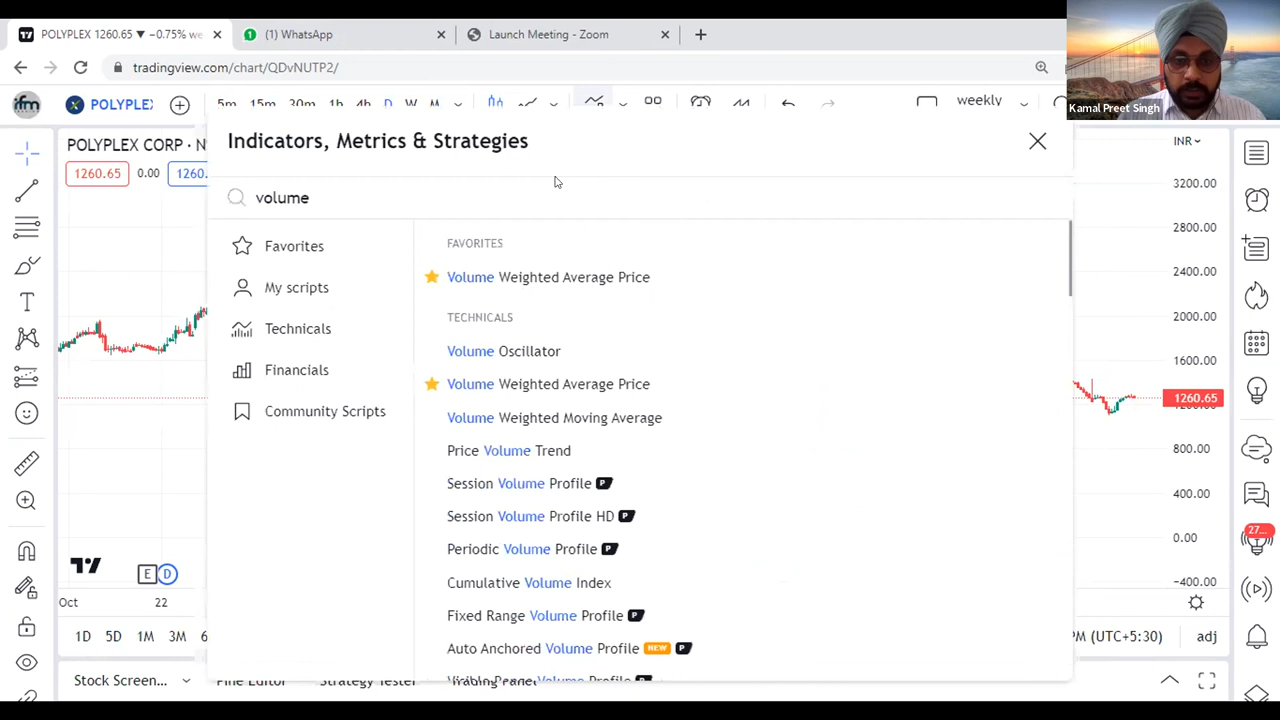 POLYPLEX 1260.65 ▼ −0.75% we
(1) WhatsApp
Launch Meeting - Zoom
tradingview.com/chart/QDvNUTP2/
Kamal Preet Singh
ifm
POLYPLEX
5m 15m 30m 1h 4h D W M
weekly
Indicators, Metrics & Strategies
POLYPLEX CORP · N
INR
1260.65 0.00 1260.
volume
3200.00
2800.00
2400.00
2000.00
1600.00
1260.65
800.00
400.00
0.00
−400.00
Favorites
My scripts
Technicals
Financials
Community Scripts
FAVORITES
Volume Weighted Average Price
TECHNICALS
Volume Oscillator
Volume Weighted Average Price
Volume Weighted Moving Average
Price Volume Trend
Session Volume Profile P
Session Volume Profile HD P
Periodic Volume Profile P
Cumulative Volume Index
Fixed Range Volume Profile P
Auto Anchored Volume Profile NEW P
27...
E D
Oct 22
1D 5D 1M 3M 6
PM (UTC+5:30) adj
Stock Screen... Pine Editor Strategy Tester